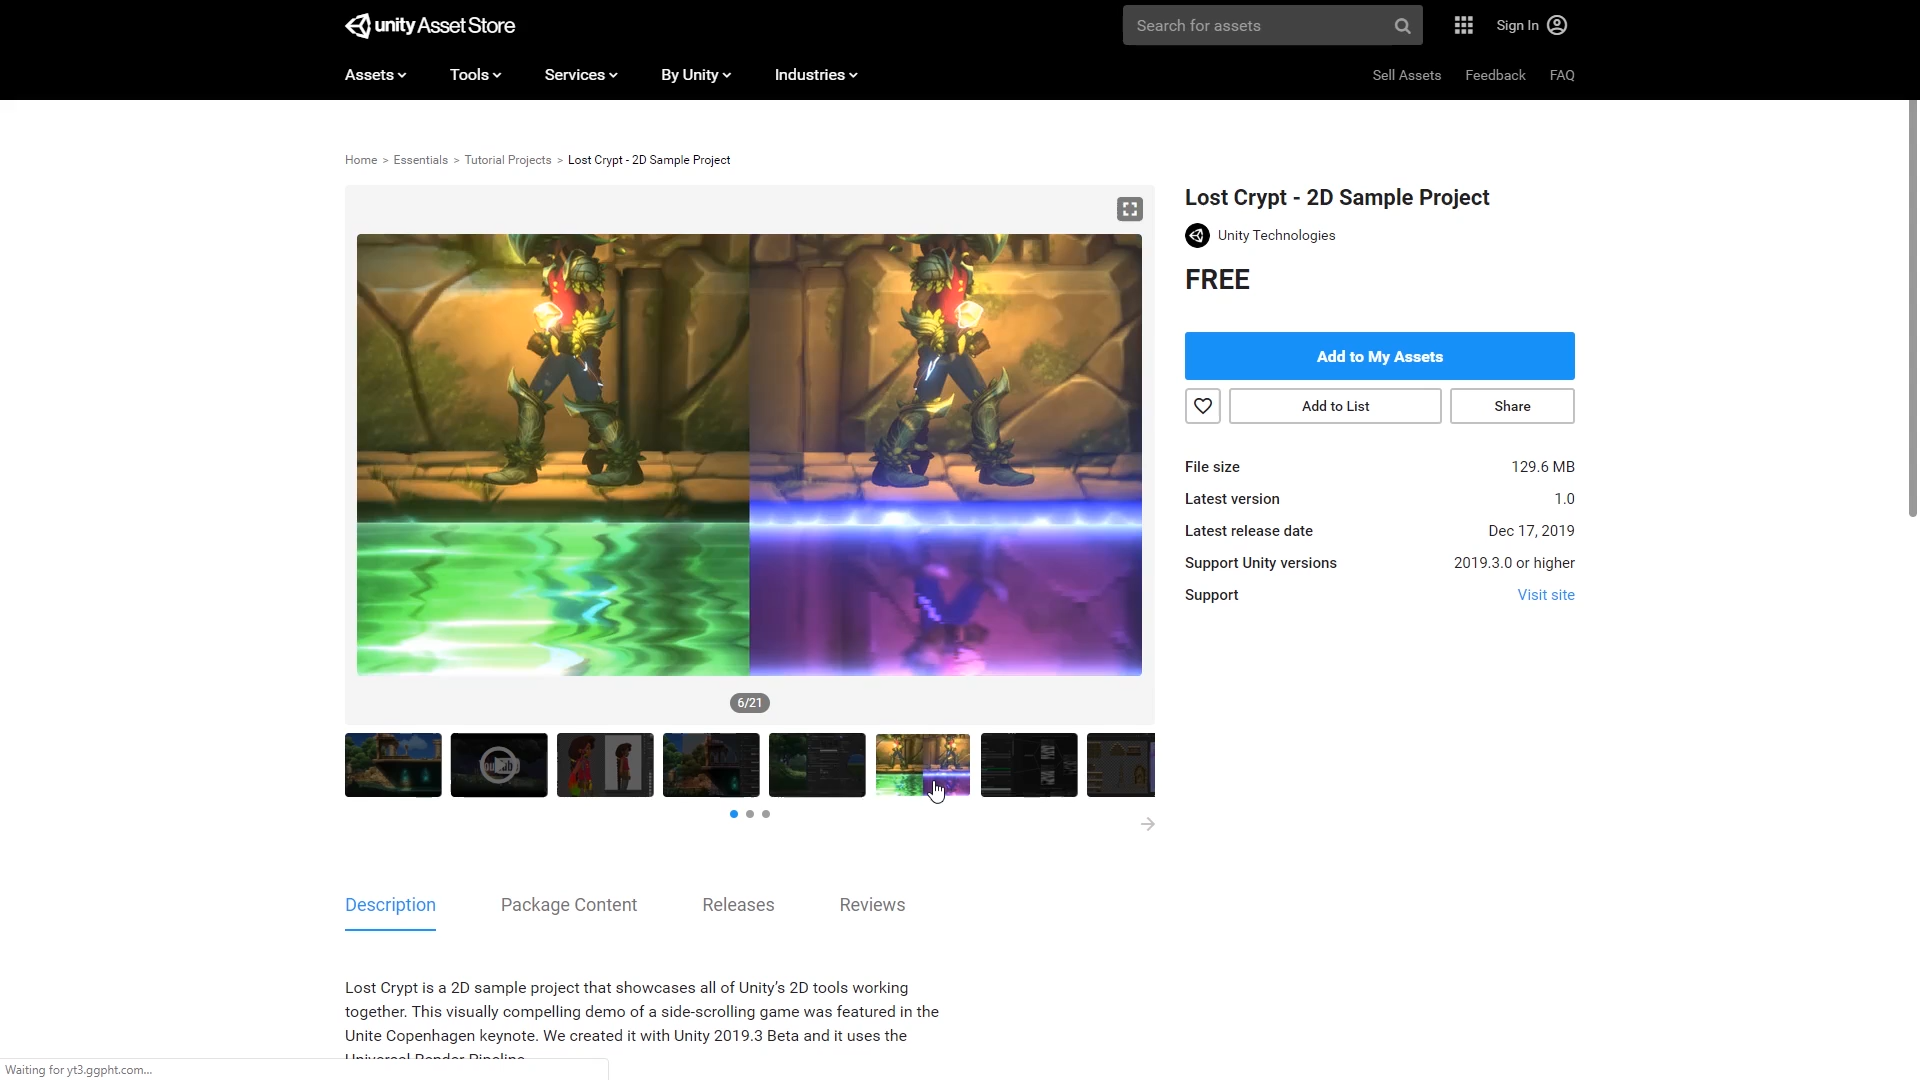 unity Asset Store
Search for assets
Sign In
Assets
Tools
Services
By Unity
Industries
Sell Assets
Feedback
FAQ
Home > Essentials > Tutorial Projects > Lost Crypt - 2D Sample Project
6/21
Lost Crypt - 2D Sample Project
Unity Technologies
FREE
Add to My Assets
Add to List
Share
File size 129.6 MB
Latest version 1.0
Latest release date Dec 17, 2019
Support Unity versions 2019.3.0 or higher
Support Visit site
Description
Package Content
Releases
Reviews
Lost Crypt is a 2D sample project that showcases all of Unity’s 2D tools working
together. This visually compelling demo of a side-scrolling game was featured in the
Unite Copenhagen keynote. We created it with Unity 2019.3 Beta and it uses the
Universal Render Pipeline
Waiting for yt3.ggpht.com...